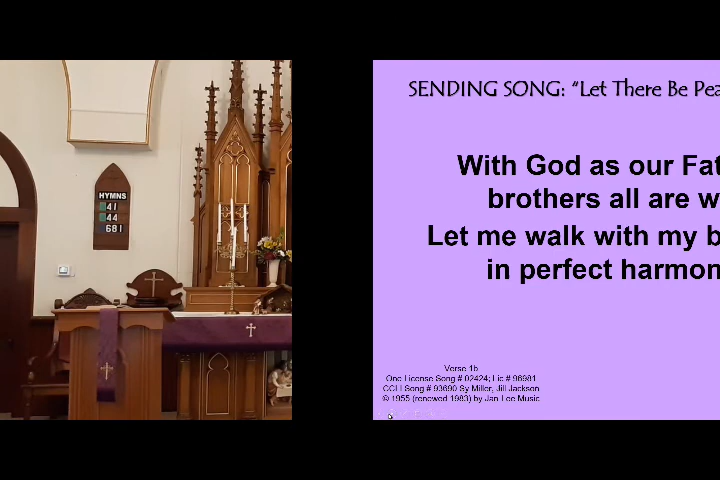 HYMNS
41
44
681
SENDING SONG: "Let There Be Pea
With God as our Fat
brothers all are w
Let me walk with my b
in perfect harmon
Verse 1b
One License Song # 02424; Lic # 96981
CCLI Song # 93690 Sy Miller, Jill Jackson
© 1955 (renewed 1983) by Jan-Lee Music